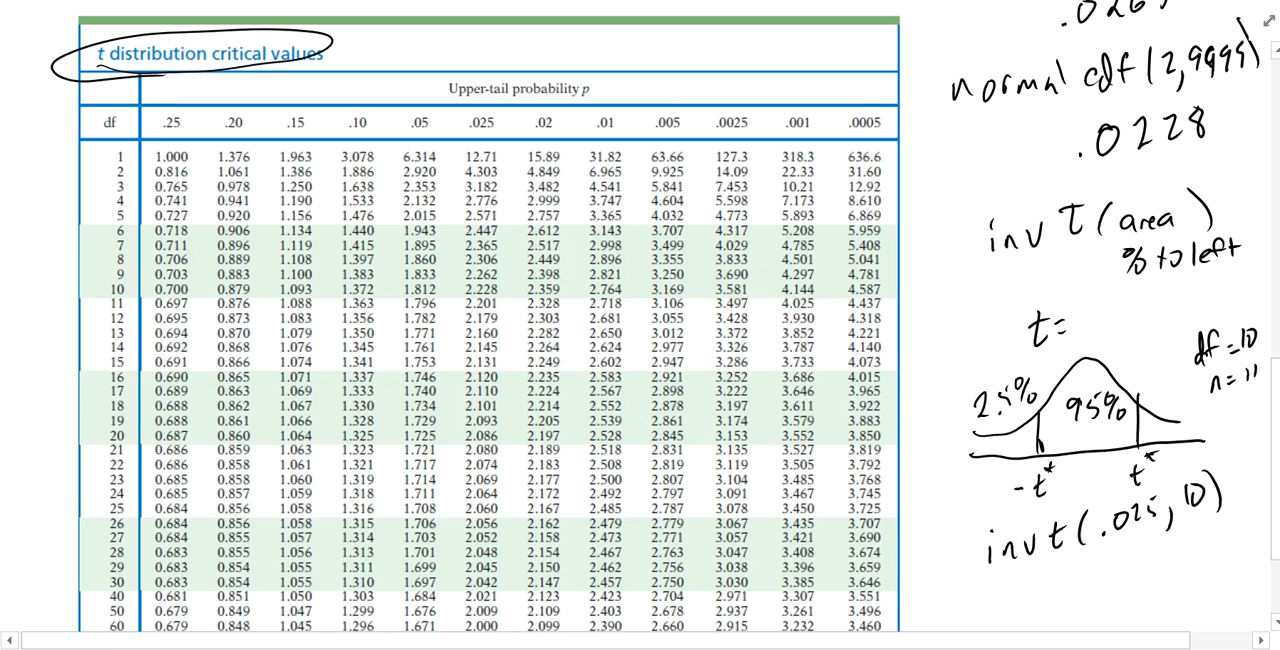 t distribution critical values
Upper-tail probability p
df .25 .20 .15 .10 .05 .025 .02 .01 .005 .0025 .001 .0005
1 1.000 1.376 1.963 3.078 6.314 12.71 15.89 31.82 63.66 127.3 318.3 636.6
2 0.816 1.061 1.386 1.886 2.920 4.303 4.849 6.965 9.925 14.09 22.33 31.60
3 0.765 0.978 1.250 1.638 2.353 3.182 3.482 4.541 5.841 7.453 10.21 12.92
4 0.741 0.941 1.190 1.533 2.132 2.776 2.999 3.747 4.604 5.598 7.173 8.610
5 0.727 0.920 1.156 1.476 2.015 2.571 2.757 3.365 4.032 4.773 5.893 6.869
6 0.718 0.906 1.134 1.440 1.943 2.447 2.612 3.143 3.707 4.317 5.208 5.959
7 0.711 0.896 1.119 1.415 1.895 2.365 2.517 2.998 3.499 4.029 4.785 5.408
8 0.706 0.889 1.108 1.397 1.860 2.306 2.449 2.896 3.355 3.833 4.501 5.041
9 0.703 0.883 1.100 1.383 1.833 2.262 2.398 2.821 3.250 3.690 4.297 4.781
10 0.700 0.879 1.093 1.372 1.812 2.228 2.359 2.764 3.169 3.581 4.144 4.587
11 0.697 0.876 1.088 1.363 1.796 2.201 2.328 2.718 3.106 3.497 4.025 4.437
12 0.695 0.873 1.083 1.356 1.782 2.179 2.303 2.681 3.055 3.428 3.930 4.318
13 0.694 0.870 1.079 1.350 1.771 2.160 2.282 2.650 3.012 3.372 3.852 4.221
14 0.692 0.868 1.076 1.345 1.761 2.145 2.264 2.624 2.977 3.326 3.787 4.140
15 0.691 0.866 1.074 1.341 1.753 2.131 2.249 2.602 2.947 3.286 3.733 4.073
16 0.690 0.865 1.071 1.337 1.746 2.120 2.235 2.583 2.921 3.252 3.686 4.015
17 0.689 0.863 1.069 1.333 1.740 2.110 2.224 2.567 2.898 3.222 3.646 3.965
18 0.688 0.862 1.067 1.330 1.734 2.101 2.214 2.552 2.878 3.197 3.611 3.922
19 0.688 0.861 1.066 1.328 1.729 2.093 2.205 2.539 2.861 3.174 3.579 3.883
20 0.687 0.860 1.064 1.325 1.725 2.086 2.197 2.528 2.845 3.153 3.552 3.850
21 0.686 0.859 1.063 1.323 1.721 2.080 2.189 2.518 2.831 3.135 3.527 3.819
22 0.686 0.858 1.061 1.321 1.717 2.074 2.183 2.508 2.819 3.119 3.505 3.792
23 0.685 0.858 1.060 1.319 1.714 2.069 2.177 2.500 2.807 3.104 3.485 3.768
24 0.685 0.857 1.059 1.318 1.711 2.064 2.172 2.492 2.797 3.091 3.467 3.745
25 0.684 0.856 1.058 1.316 1.708 2.060 2.167 2.485 2.787 3.078 3.450 3.725
26 0.684 0.856 1.058 1.315 1.706 2.056 2.162 2.479 2.779 3.067 3.435 3.707
27 0.684 0.855 1.057 1.314 1.703 2.052 2.158 2.473 2.771 3.057 3.421 3.690
28 0.683 0.855 1.056 1.313 1.701 2.048 2.154 2.467 2.763 3.047 3.408 3.674
29 0.683 0.854 1.055 1.311 1.699 2.045 2.150 2.462 2.756 3.038 3.396 3.659
30 0.683 0.854 1.055 1.310 1.697 2.042 2.147 2.457 2.750 3.030 3.385 3.646
40 0.681 0.851 1.050 1.303 1.684 2.021 2.123 2.423 2.704 2.971 3.307 3.551
50 0.679 0.849 1.047 1.299 1.676 2.009 2.109 2.403 2.678 2.937 3.261 3.496
60 0.679 0.848 1.045 1.296 1.671 2.000 2.099 2.390 2.660 2.915 3.232 3.460
normal cdf (2,9999)
.0228
inv T (area)
% to left
t=
df=10
n=11
2.5% 95%
-t* t*
inv t (.025, 10)